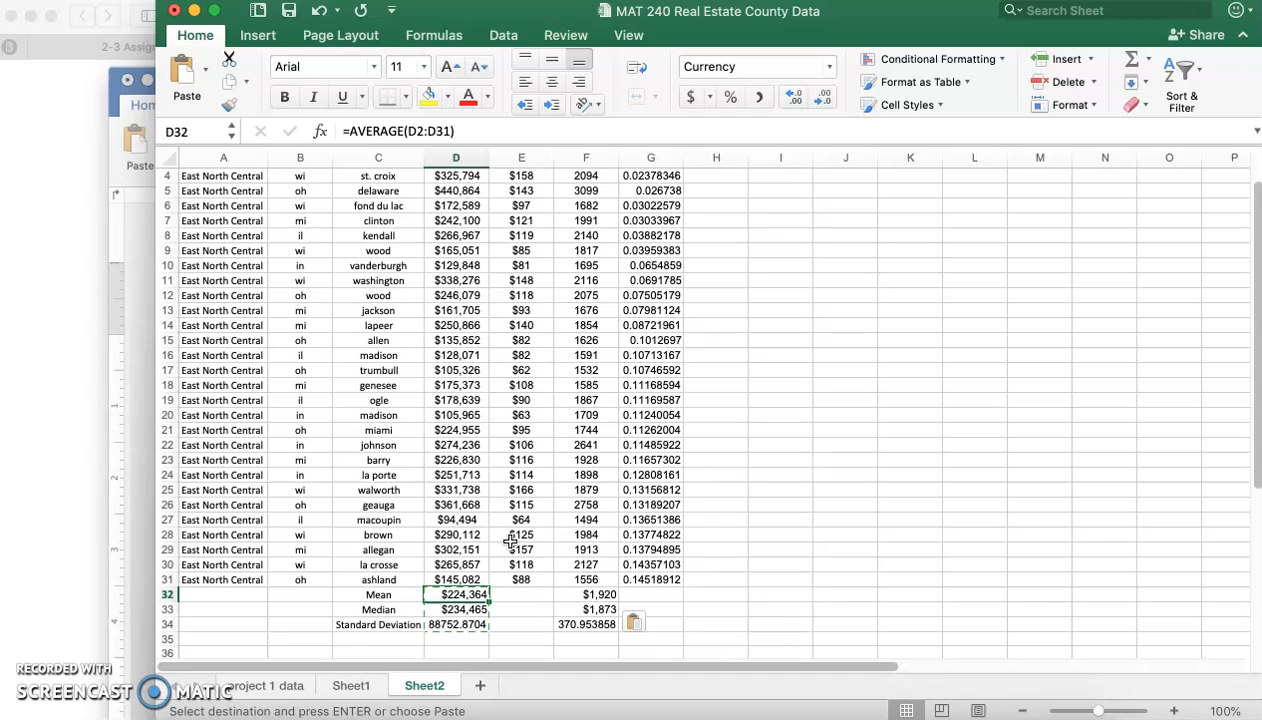 MAT 240 Real Estate County Data
Search Sheet
2-3 Assign
Home Insert Page Layout Formulas Data Review View
Share
Hom
Paste
Paste
Arial 11
Currency
Conditional Formatting
Format as Table
Cell Styles
Insert
Delete
Format
Sort & Filter
B I U
$ %
D32 fx =AVERAGE(D2:D31)
A B C D E F G H I J K L M N O P
4 East North Central wi st. croix $325,794 $158 2094 0.02378346
5 East North Central oh delaware $440,864 $143 3099 0.026738
6 East North Central wi fond du lac $172,589 $97 1682 0.03022579
7 East North Central mi clinton $242,100 $121 1991 0.03033967
8 East North Central il kendall $266,967 $119 2140 0.03882178
9 East North Central wi wood $165,051 $85 1817 0.03959383
10 East North Central in vanderburgh $129,848 $81 1695 0.0654859
11 East North Central wi washington $338,276 $148 2116 0.0691785
12 East North Central oh wood $246,079 $118 2075 0.07505179
13 East North Central mi jackson $161,705 $93 1676 0.07981124
14 East North Central mi lapeer $250,866 $140 1854 0.08721961
15 East North Central oh allen $135,852 $82 1626 0.1012697
16 East North Central il madison $128,071 $82 1591 0.10713167
17 East North Central oh trumbull $105,326 $62 1532 0.10746592
18 East North Central mi genesee $175,373 $108 1585 0.11168594
19 East North Central il ogle $178,639 $90 1867 0.11169587
20 East North Central in madison $105,965 $63 1709 0.11240054
21 East North Central oh miami $224,955 $95 1744 0.11262004
22 East North Central in johnson $274,236 $106 2641 0.11485922
23 East North Central mi barry $226,830 $116 1928 0.11657302
24 East North Central in la porte $251,713 $114 1898 0.12808161
25 East North Central wi walworth $331,738 $166 1879 0.13156812
26 East North Central oh geauga $361,668 $115 2758 0.13189207
27 East North Central il macoupin $94,494 $64 1494 0.13651386
28 East North Central wi brown $290,112 $125 1984 0.13774822
29 East North Central mi allegan $302,151 $157 1913 0.13794895
30 East North Central wi la crosse $265,857 $118 2127 0.14357103
31 East North Central oh ashland $145,082 $88 1556 0.14518912
32 Mean $224,364 $1,920
33 Median $234,465 $1,873
34 Standard Deviation 88752.8704 370.953858
35
36
RECORDED WITH
SCREENCAST MATIC
project 1 data Sheet1 Sheet2
Select destination and press ENTER or choose Paste
100%